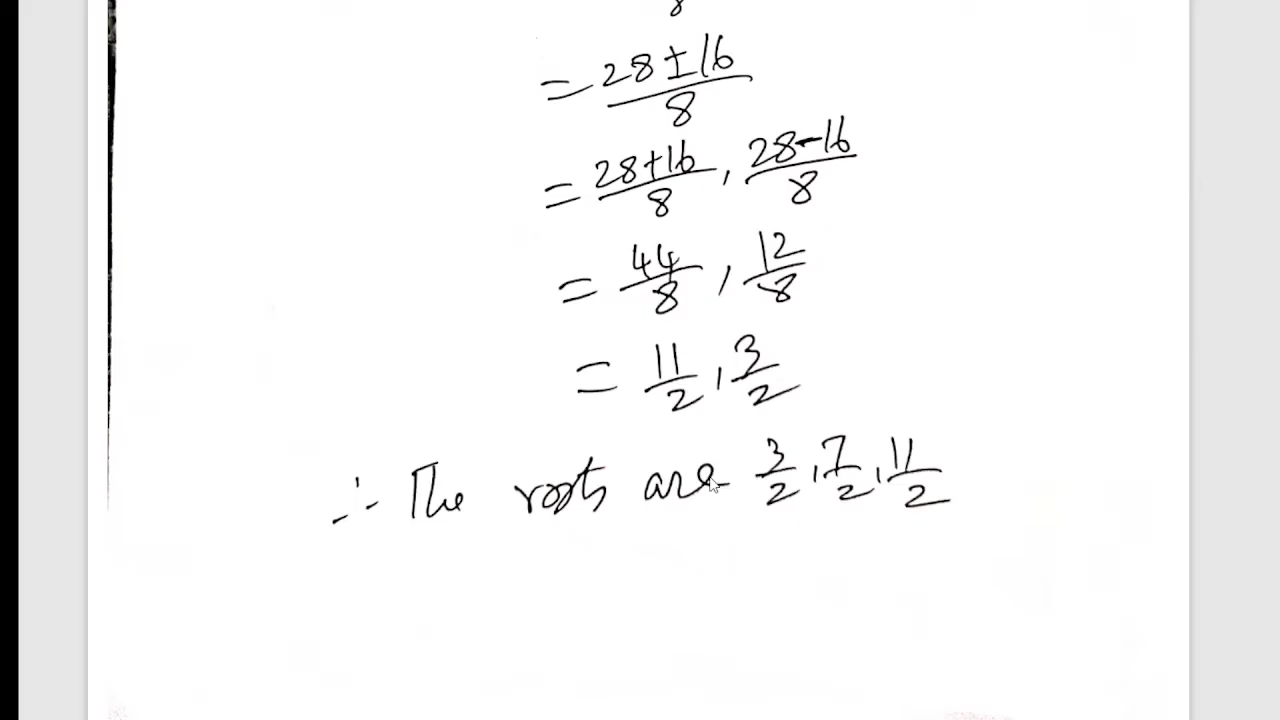 8
= 28 ± 16 / 8
= 28+16 / 8 , 28-16 / 8
= 44 / 8 , 12 / 8
= 11 / 2 , 3 / 2
∴ The roots are 3/2 , 7/2 , 11/2